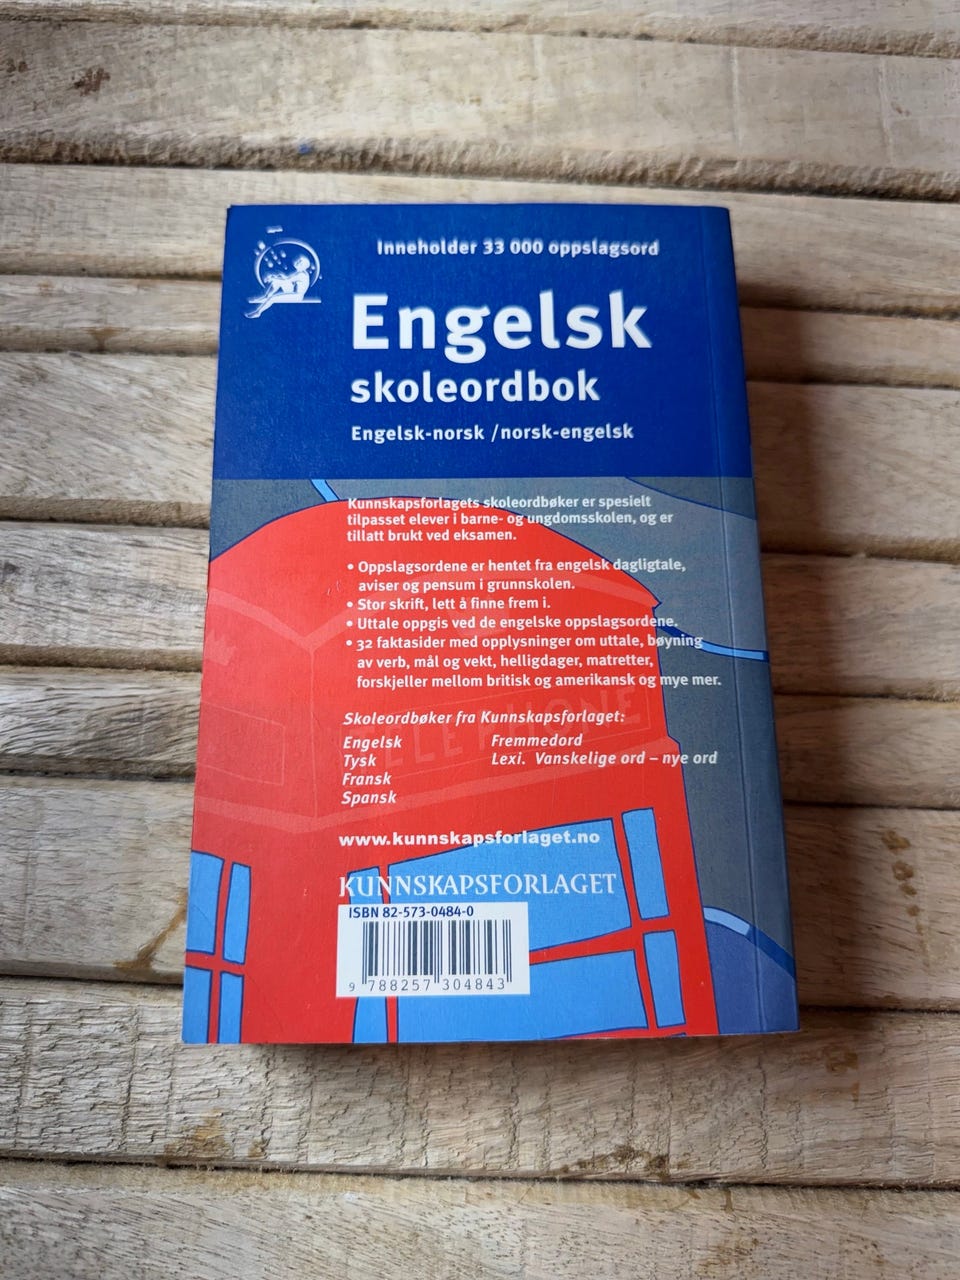 Inneholder 33 000 oppslagsord
Engelsk
skoleordbok
Engelsk-norsk /norsk-engelsk
Kunnskapsforlagets skoleordbøker er spesielt
tilpasset elever i barne- og ungdomsskolen, og er
tillatt brukt ved eksamen.
• Oppslagsordene er hentet fra engelsk dagligtale,
aviser og pensum i grunnskolen.
• Stor skrift, lett å finne frem i.
• Uttale oppgis ved de engelske oppslagsordene.
• 32 faktasider med opplysninger om uttale, bøyning
av verb, mål og vekt, helligdager, matretter,
forskjeller mellom britisk og amerikansk og mye mer.
TELEPHONE
Skoleordbøker fra Kunnskapsforlaget:
Engelsk Fremmedord
Tysk Lexi. Vanskelige ord – nye ord
Fransk
Spansk
www.kunnskapsforlaget.no
KUNNSKAPSFORLAGET
ISBN 82-573-0484-0
9 788257 304843